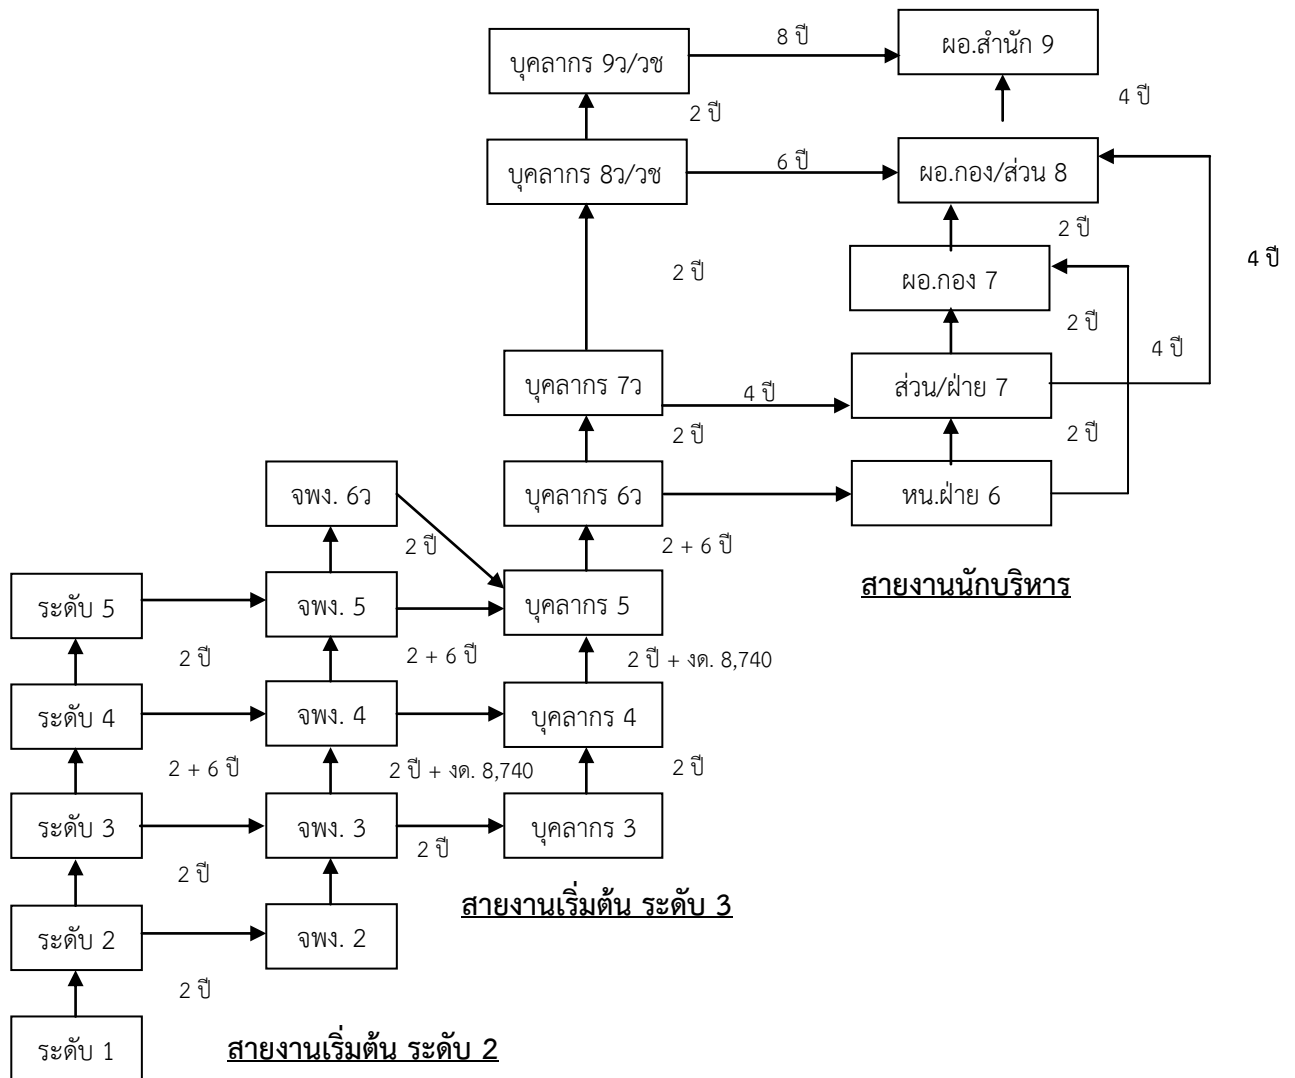 8 ปี
ผอ.สำนัก 9
บุคลากร 9ว/วช
4 ปี
2 ปี
6 ปี
บุคลากร 8ว/วช
ผอ.กอง/ส่วน 8
2 ปี
4 ปี
2 ปี
ผอ.กอง 7
2 ปี
4 ปี
บุคลากร 7ว
4 ปี
ส่วน/ฝ่าย 7
2 ปี
2 ปี
จพง. 6ว
บุคลากร 6ว
หน.ฝ่าย 6
2 ปี
2 + 6 ปี
สายงานนักบริหาร
ระดับ 5
จพง. 5
บุคลากร 5
2 ปี
2 + 6 ปี
2 ปี + งด. 8,740
ระดับ 4
จพง. 4
บุคลากร 4
2 + 6 ปี
2 ปี + งด. 8,740
2 ปี
ระดับ 3
จพง. 3
บุคลากร 3
2 ปี
2 ปี
สายงานเริ่มต้น ระดับ 3
ระดับ 2
จพง. 2
2 ปี
ระดับ 1
สายงานเริ่มต้น ระดับ 2